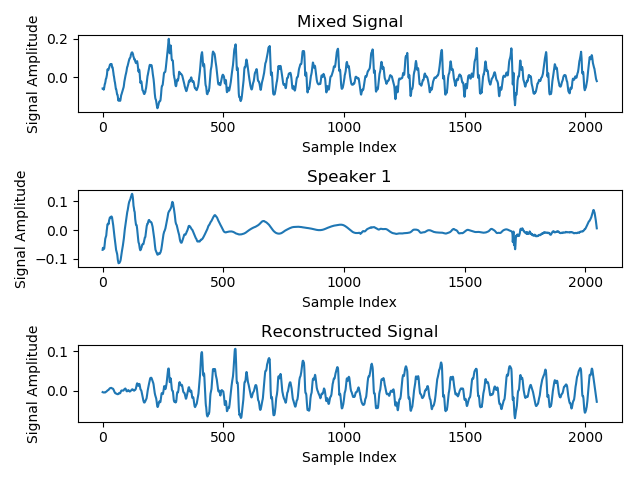 Mixed Signal
Signal Amplitude
0.2
0.0
0
500
1000
1500
2000
Sample Index
Speaker 1
Signal Amplitude
0.1
0.0
−0.1
0
500
1000
1500
2000
Sample Index
Reconstructed Signal
Signal Amplitude
0.1
0.0
0
500
1000
1500
2000
Sample Index